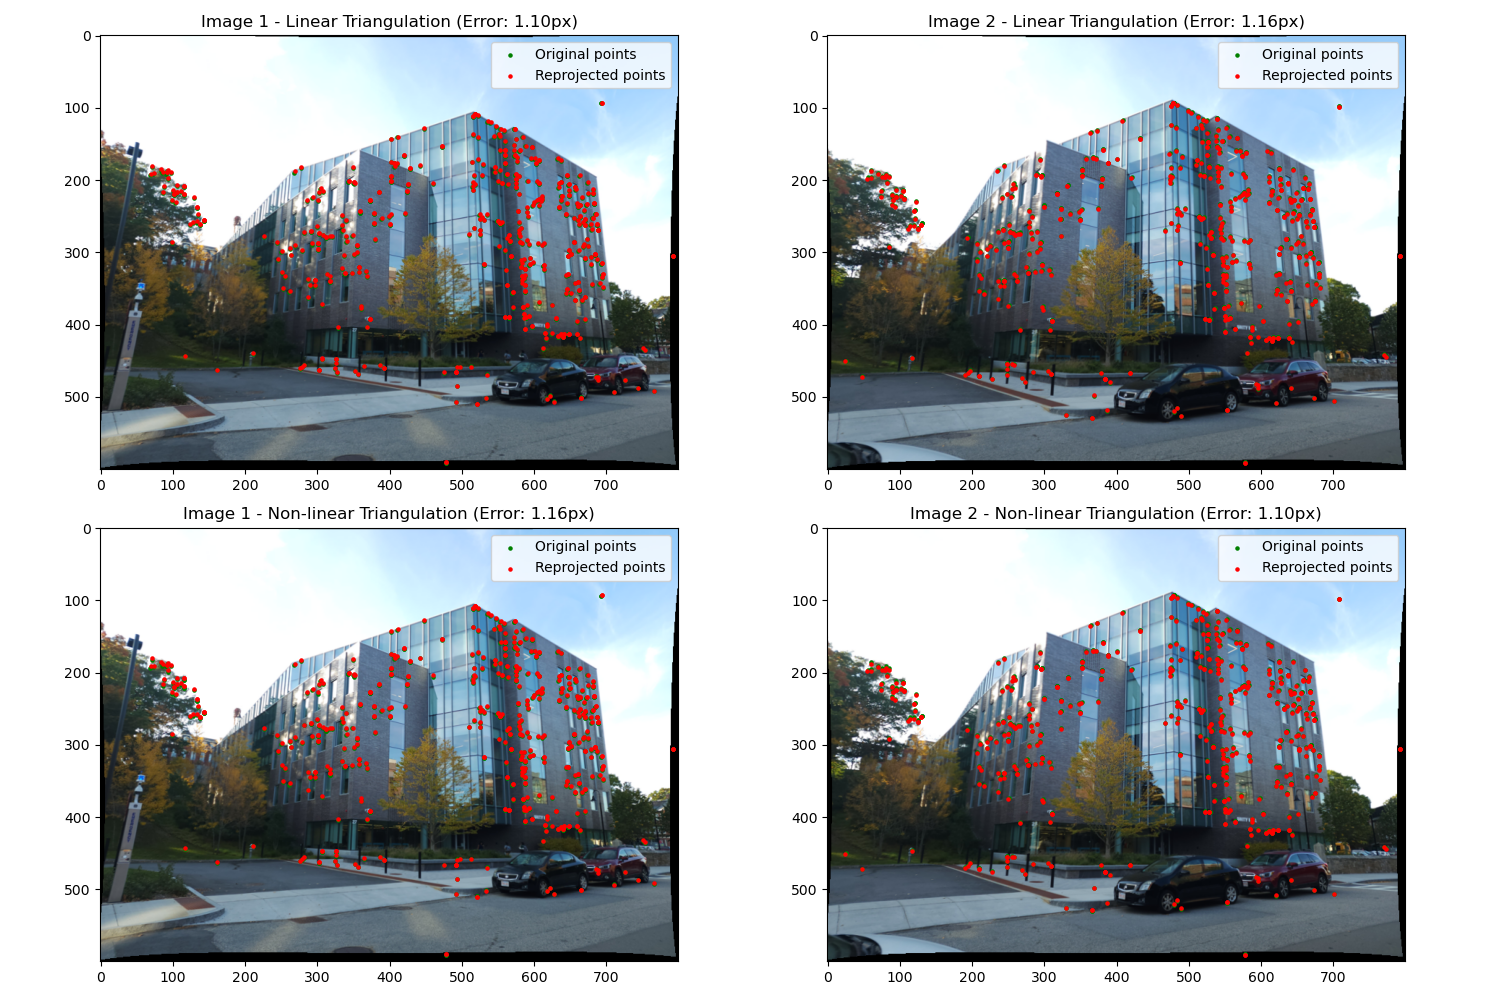 Image 1 - Linear Triangulation (Error: 1.10px)
Original points
Reprojected points
0
100
200
300
400
500
0 100 200 300 400 500 600 700
Image 2 - Linear Triangulation (Error: 1.16px)
Original points
Reprojected points
0
100
200
300
400
500
0 100 200 300 400 500 600 700
Image 1 - Non-linear Triangulation (Error: 1.16px)
Original points
Reprojected points
0
100
200
300
400
500
0 100 200 300 400 500 600 700
Image 2 - Non-linear Triangulation (Error: 1.10px)
Original points
Reprojected points
0
100
200
300
400
500
0 100 200 300 400 500 600 700